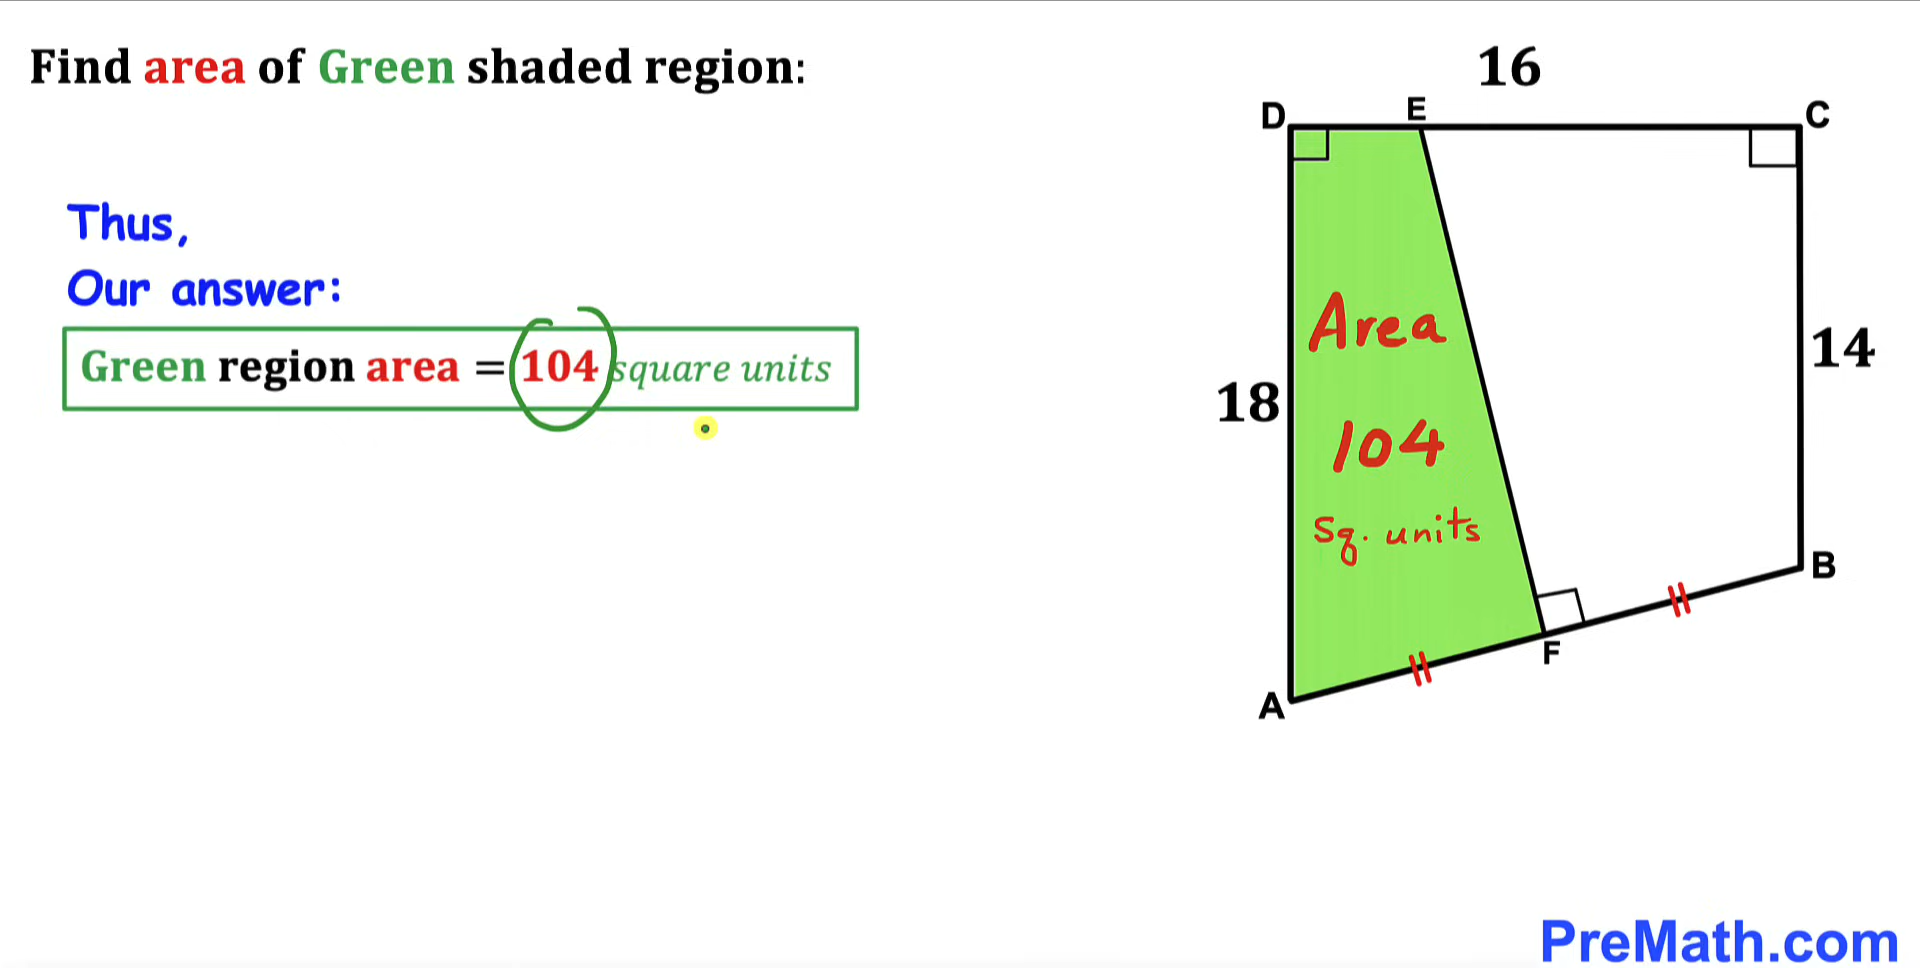 Find area of Green shaded region:
Thus,
Our answer:
Green region area = 104 square units
16
D
E
C
Area
18
14
104
Sq. units
B
F
A
PreMath.com